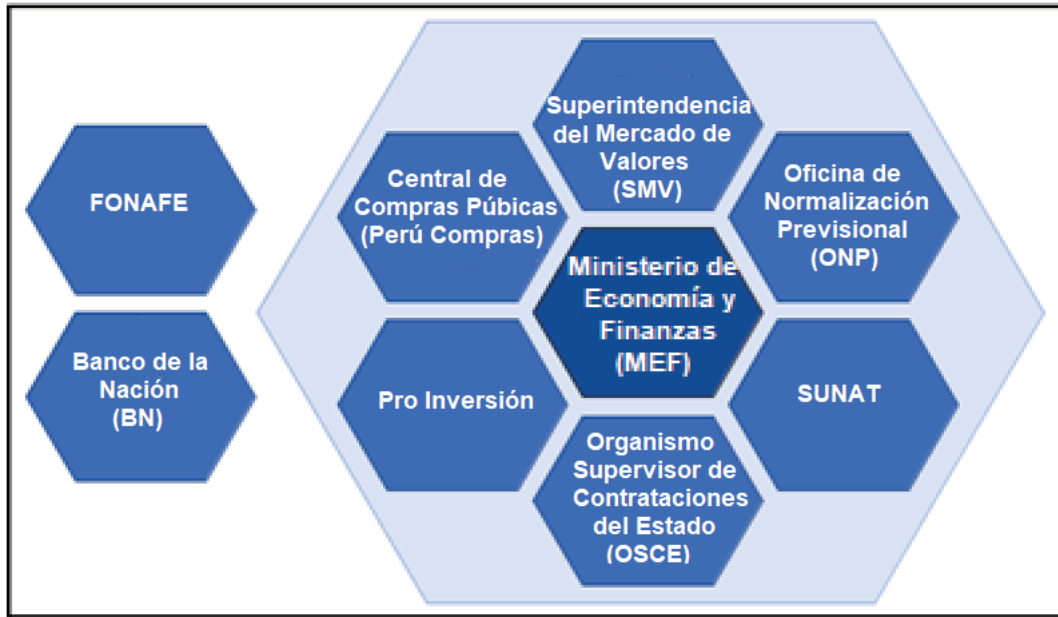 FONAFE
Banco de la
Nación
(BN)
Central de
Compras Púbicas
(Perú Compras)
Pro Inversión
Superintendencia
del Mercado de
Valores
(SMV)
Ministerio de
Economía y
Finanzas
(MEF)
Organismo
Supervisor de
Contrataciones
del Estado
(OSCE)
Oficina de
Normalización
Previsional
(ONP)
SUNAT